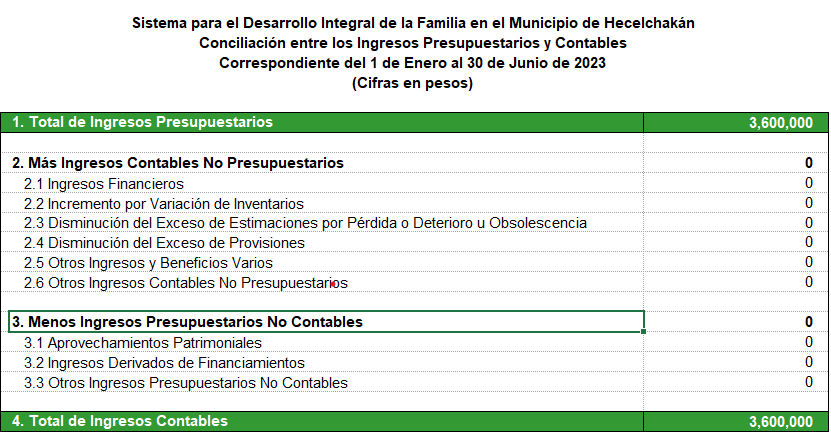 Sistema para el Desarrollo Integral de la Familia en el Municipio de Hecelchakán
Conciliación entre los Ingresos Presupuestarios y Contables
Correspondiente del 1 de Enero al 30 de Junio de 2023
(Cifras en pesos)
1. Total de Ingresos Presupuestarios 3,600,000
2. Más Ingresos Contables No Presupuestarios 0
2.1 Ingresos Financieros 0
2.2 Incremento por Variación de Inventarios 0
2.3 Disminución del Exceso de Estimaciones por Pérdida o Deterioro u Obsolescencia 0
2.4 Disminución del Exceso de Provisiones 0
2.5 Otros Ingresos y Beneficios Varios 0
2.6 Otros Ingresos Contables No Presupuestarios 0
3. Menos Ingresos Presupuestarios No Contables 0
3.1 Aprovechamientos Patrimoniales 0
3.2 Ingresos Derivados de Financiamientos 0
3.3 Otros Ingresos Presupuestarios No Contables 0
4. Total de Ingresos Contables 3,600,000